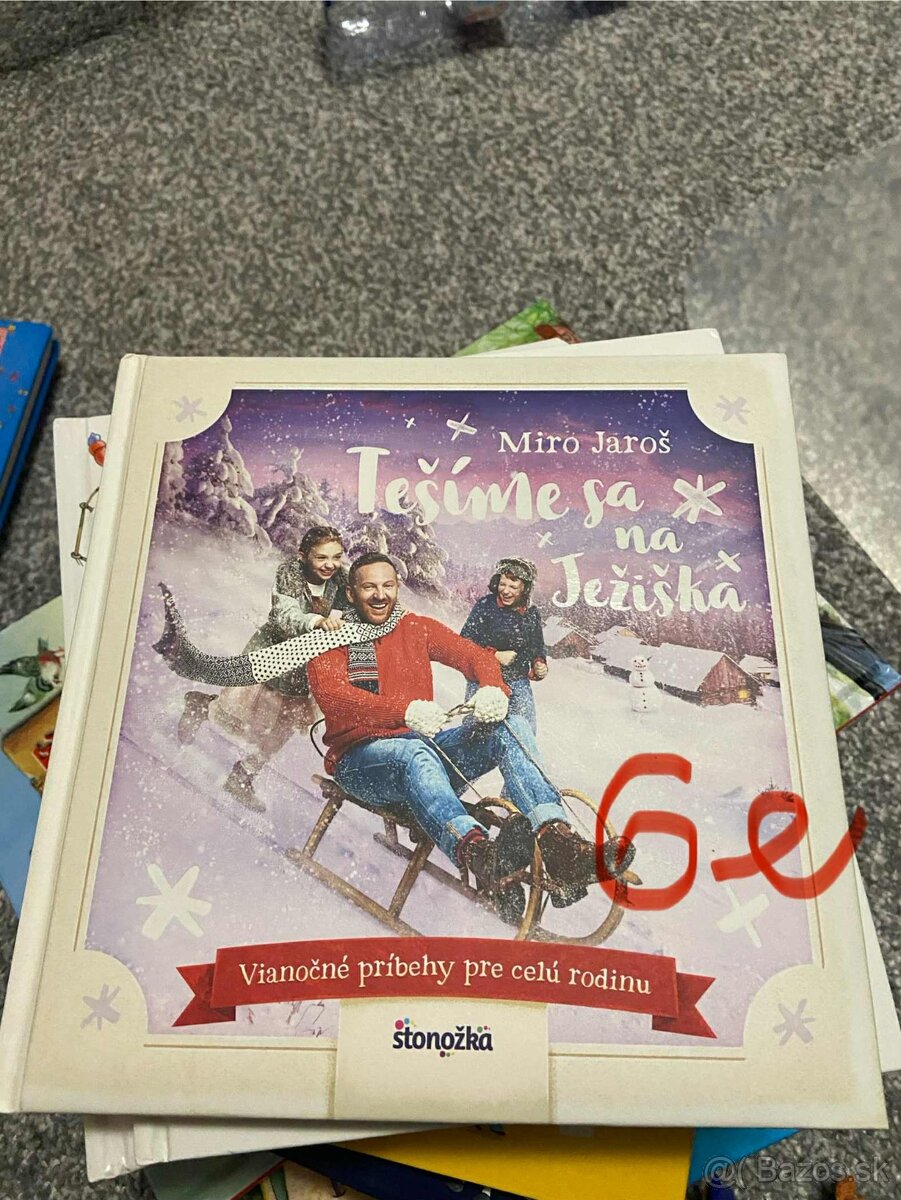 Miro Jaroš
Tešíme sa
na
Ježiška
6e
Vianočné príbehy pre celú rodinu
stonožka
@( Bazos.sk